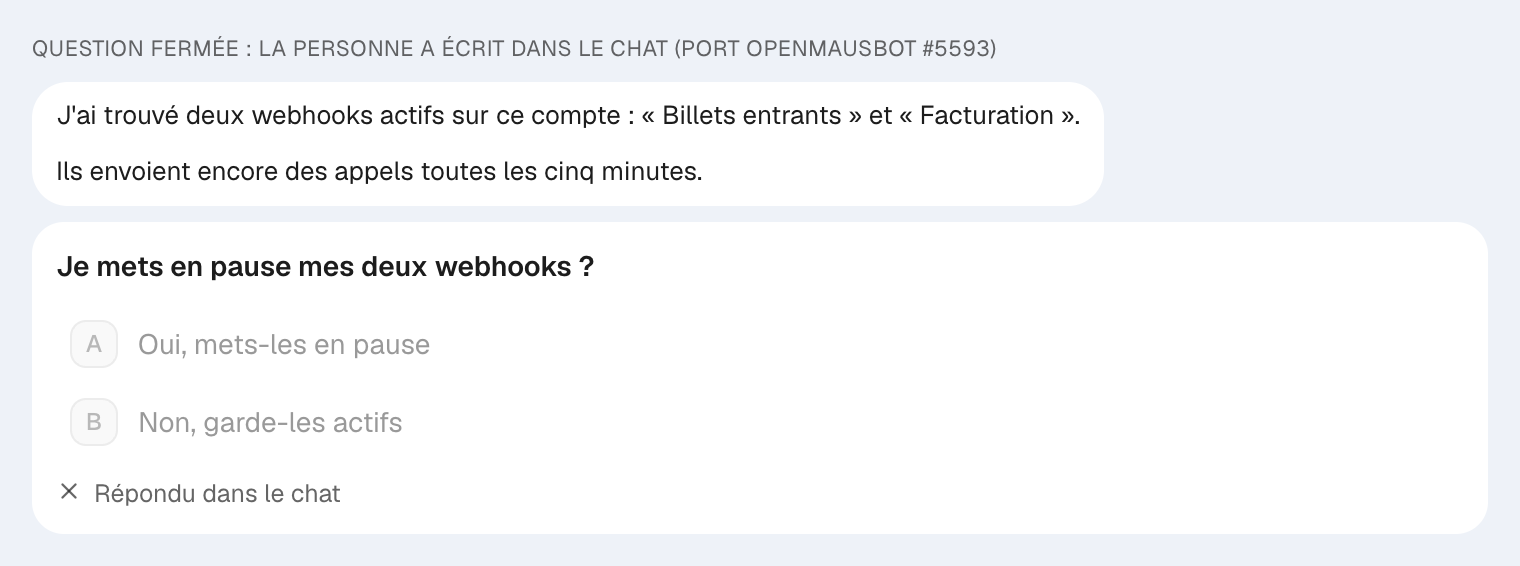 QUESTION FERMÉE : LA PERSONNE A ÉCRIT DANS LE CHAT (PORT OPENMAUSBOT #5593)
J'ai trouvé deux webhooks actifs sur ce compte : « Billets entrants » et « Facturation ».
Ils envoient encore des appels toutes les cinq minutes.
Je mets en pause mes deux webhooks ?
A Oui, mets-les en pause
B Non, garde-les actifs
× Répondu dans le chat